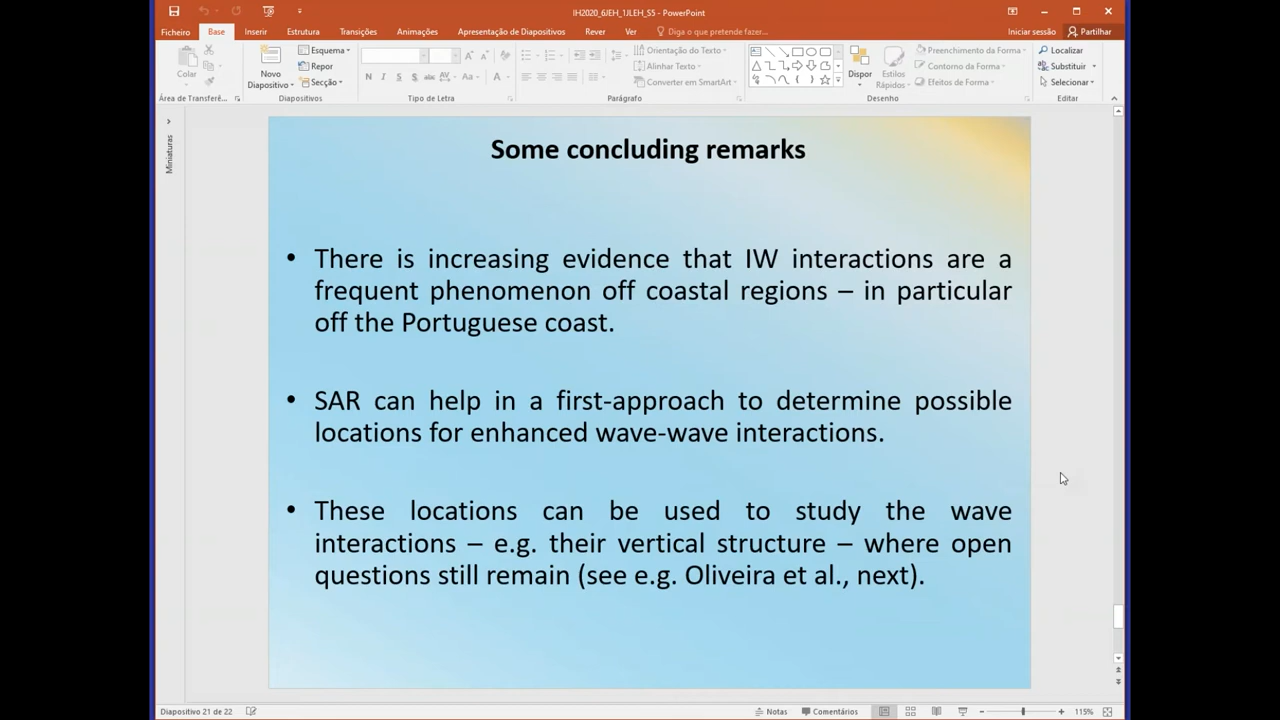 IH2020_6JEH_1JLEH_S5 - PowerPoint
Ficheiro Base Inserir Estrutura Transições Animações Apresentação de Diapositivos Rever Ver Diga o que pretende fazer... Iniciar sessão Partilhar
Colar
Novo
Diapositivo
Esquema
Repor
Secção
N I S S abc AV Aa A
Orientação do Texto
Alinhar Texto
Converter em SmartArt
Dispor
Estilos
Rápidos
Preenchimento da Forma
Contorno da Forma
Efeitos de Forma
Localizar
Substituir
Selecionar
Área de Transferê... Diapositivos Tipo de Letra Parágrafo Desenho Editar
Miniaturas
Some concluding remarks
• There is increasing evidence that IW interactions are a
frequent phenomenon off coastal regions – in particular
off the Portuguese coast.
• SAR can help in a first-approach to determine possible
locations for enhanced wave-wave interactions.
• These locations can be used to study the wave
interactions – e.g. their vertical structure – where open
questions still remain (see e.g. Oliveira et al., next).
Diapositivo 21 de 22 Notas Comentários 115%